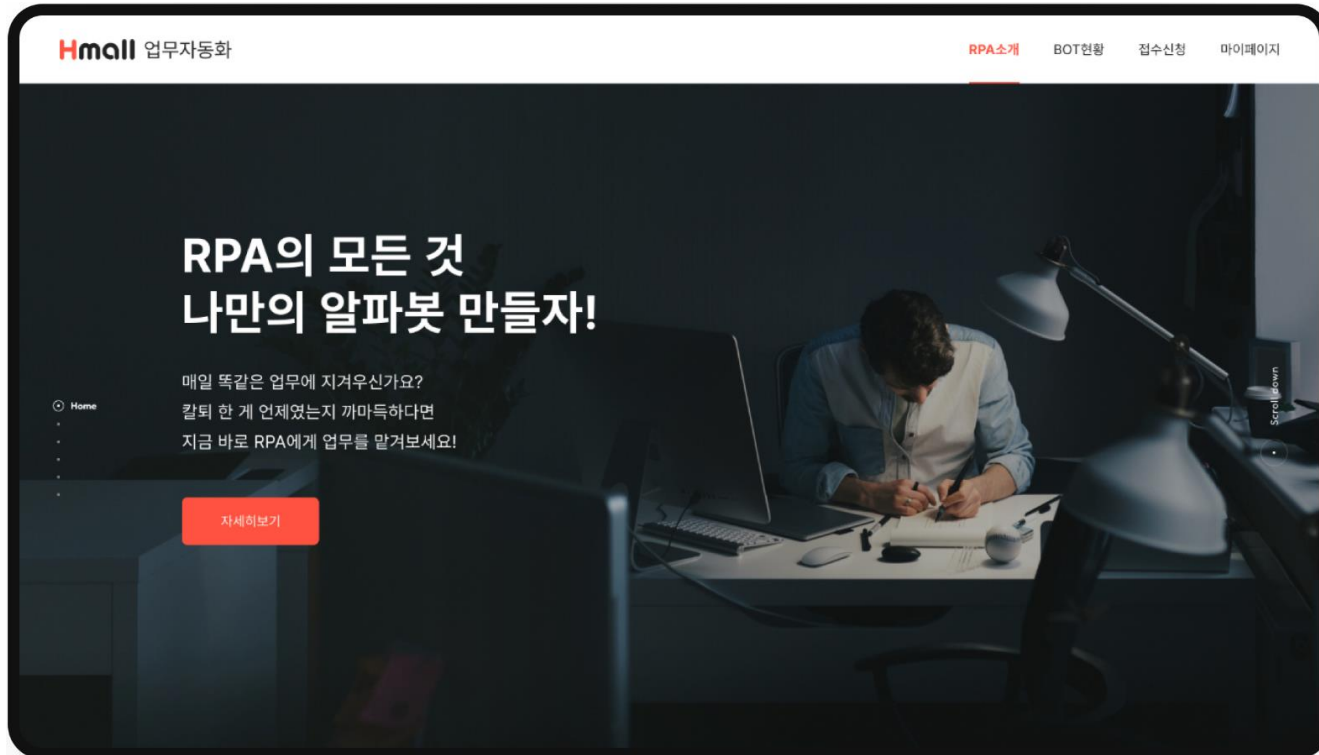 Hmall 업무자동화
RPA소개
BOT현황
접수신청
마이페이지
RPA의 모든 것
나만의 알파봇 만들자!
매일 똑같은 업무에 지겨우신가요?
칼퇴 한 게 언제였는지 까마득하다면
지금 바로 RPA에게 업무를 맡겨보세요!
Home
자세히보기
Scroll down